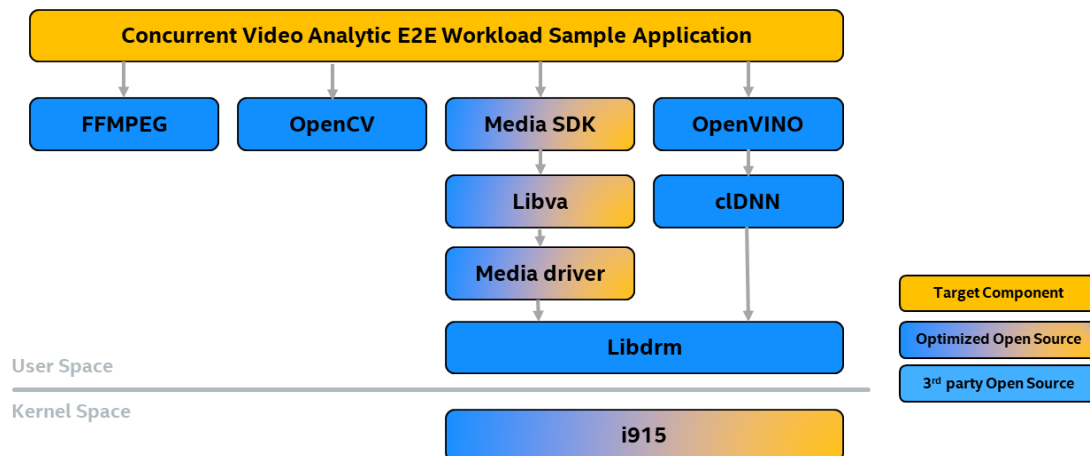 Concurrent Video Analytic E2E Workload Sample Application
FFMPEG
OpenCV
Media SDK
OpenVINO
Libva
clDNN
Media driver
Target Component
Libdrm
Optimized Open Source
User Space
3rd party Open Source
Kernel Space
i915